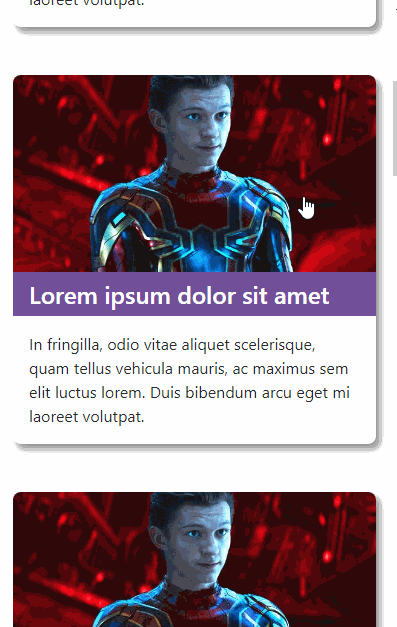 laoreet volutpat.
Lorem ipsum dolor sit amet
In fringilla, odio vitae aliquet scelerisque,
quam tellus vehicula mauris, ac maximus sem
elit luctus lorem. Duis bibendum arcu eget mi
laoreet volutpat.